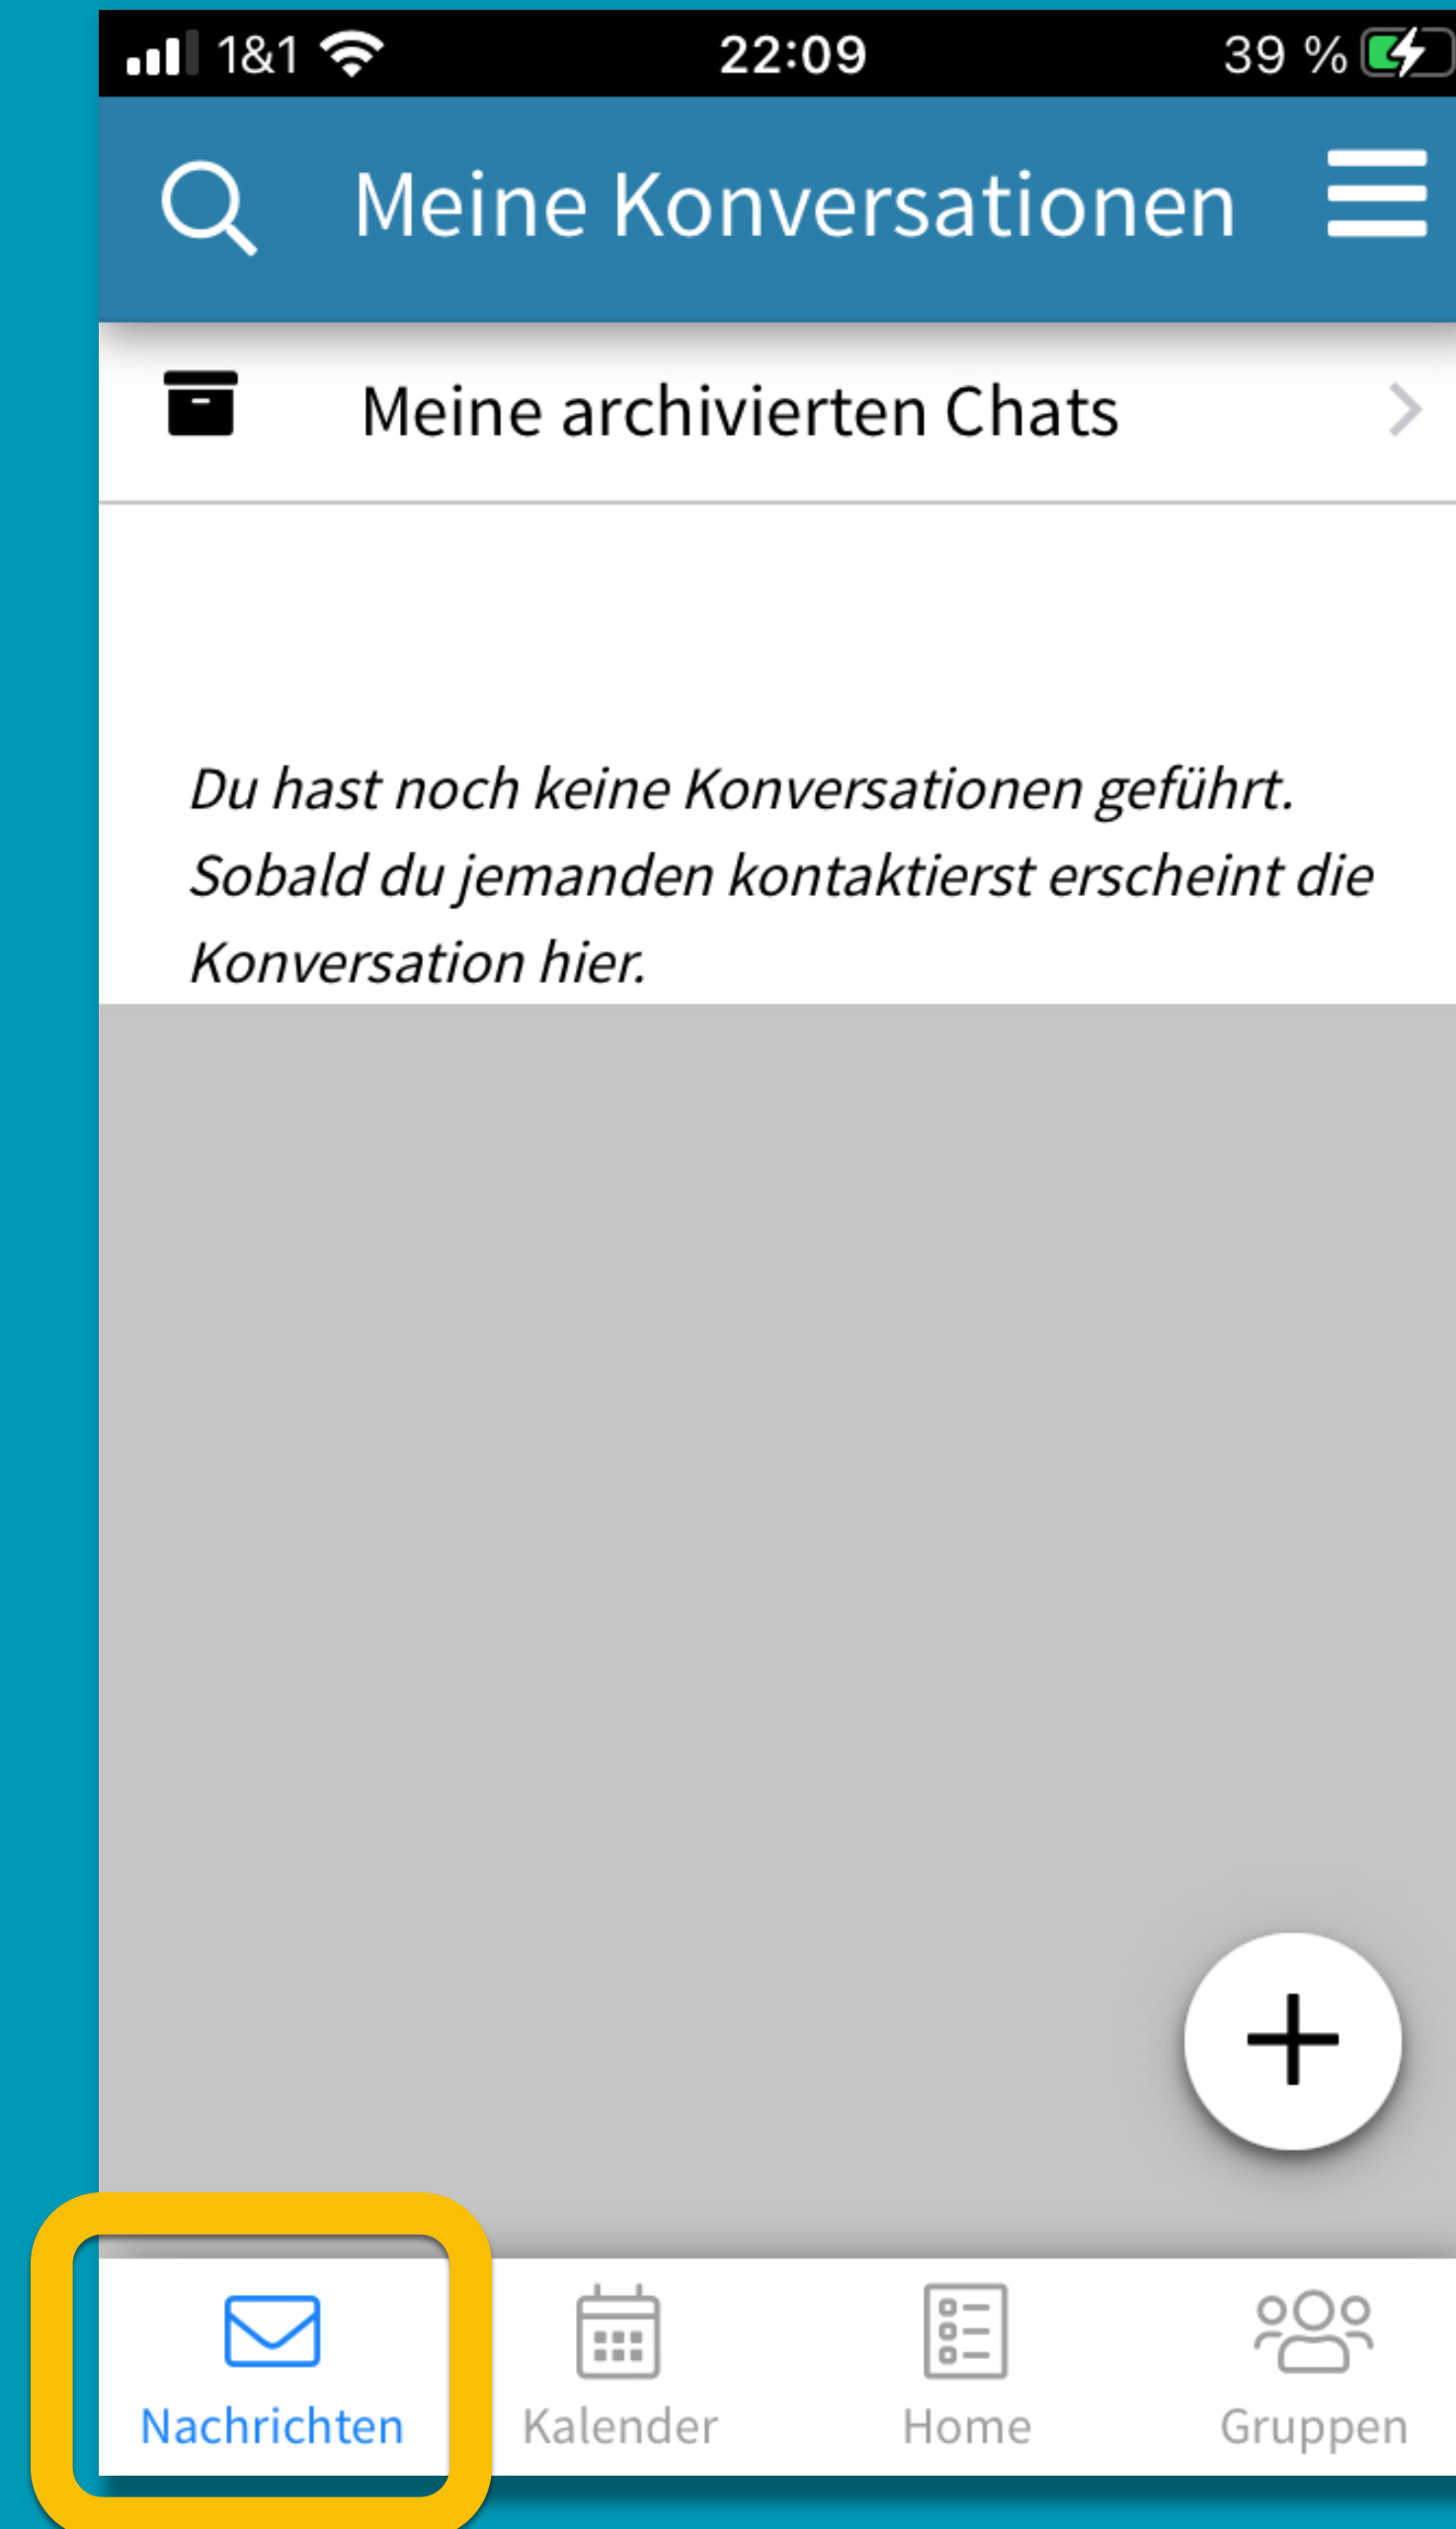 1&1 22:09 39 %
Meine Konversationen
Meine archivierten Chats
Du hast noch keine Konversationen geführt.
Sobald du jemanden kontaktierst erscheint die
Konversation hier.
Nachrichten Kalender Home Gruppen